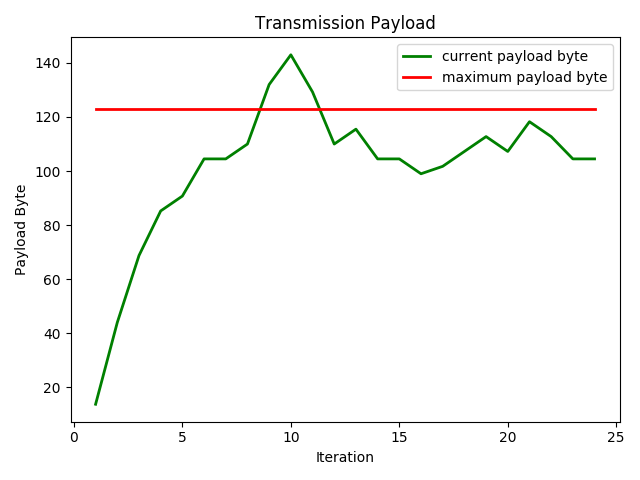 Transmission Payload
current payload byte
maximum payload byte
140
120
100
80
60
40
20
Payload Byte
0 5 10 15 20 25
Iteration